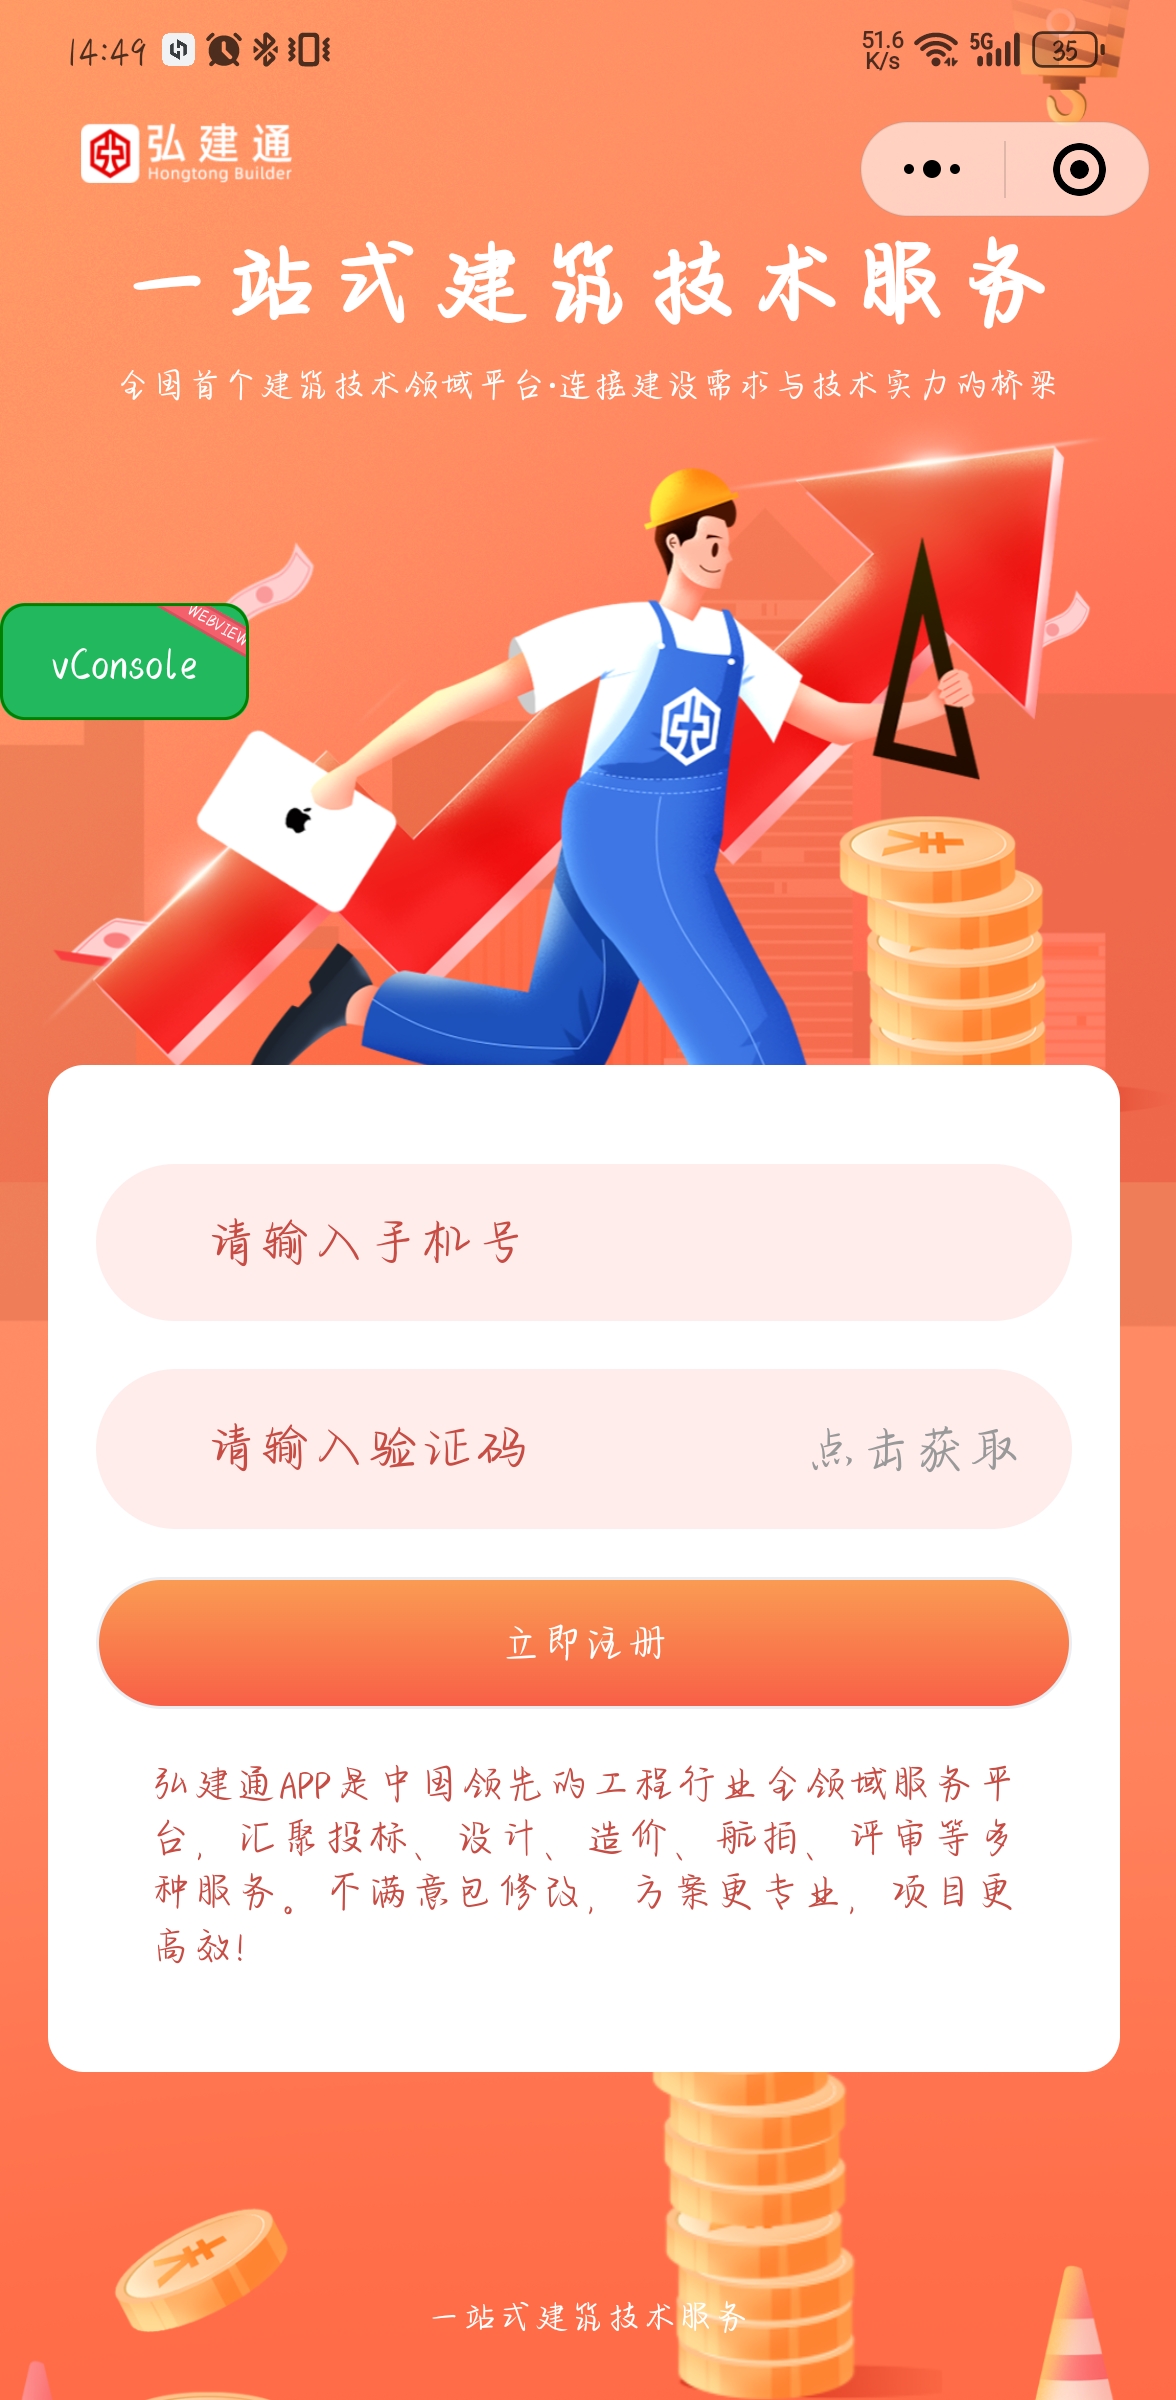 14:49
51.6 K/s 5G 35
弘建通
Hongtong Builder
一站式建筑技术服务
全国首个建筑技术领域平台·连接建设需求与技术实力的桥梁
WEBVIEW
vConsole
请输入手机号
请输入验证码 点击获取
立即注册
弘建通APP是中国领先的工程行业全领域服务平
台，汇聚投标、设计、造价、航拍、评审等多
种服务。不满意包修改，方案更专业，项目更
高效!
一站式建筑技术服务